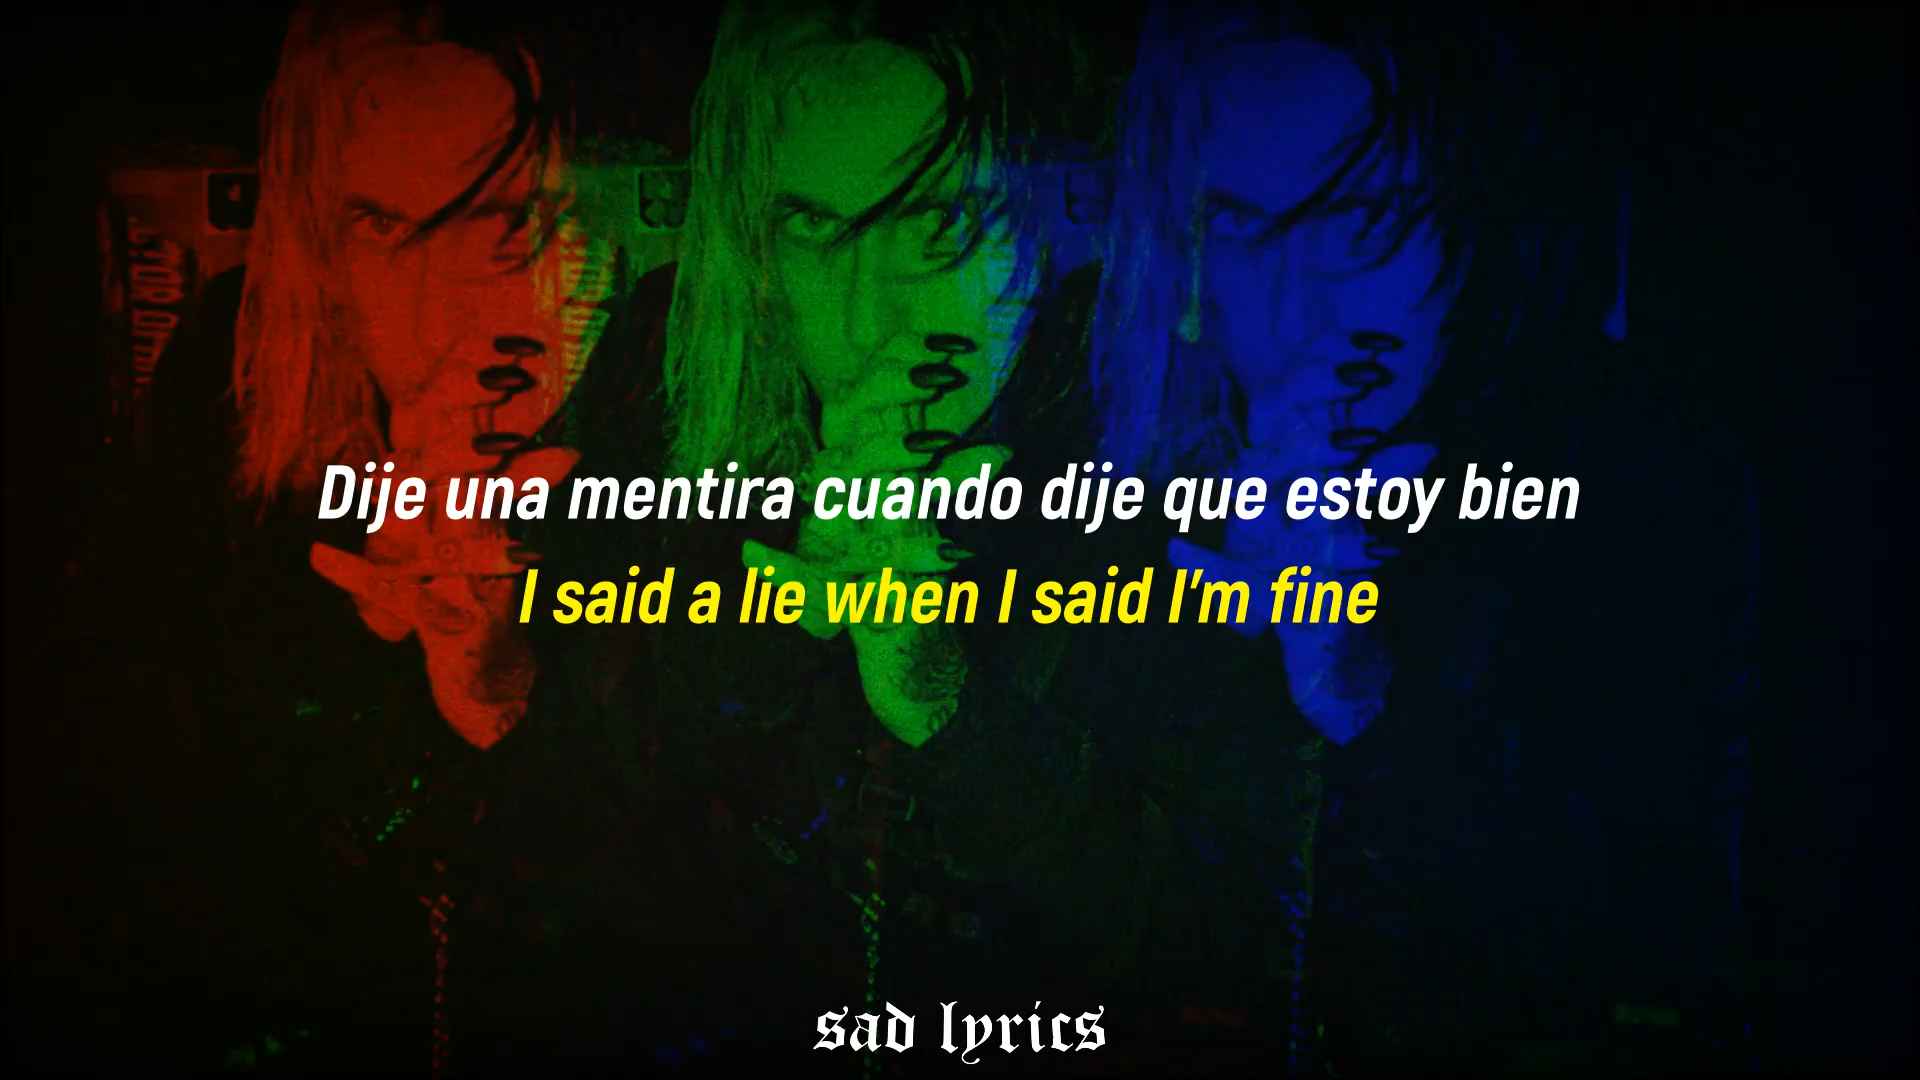 Dije una mentira cuando dije que estoy bien
I said a lie when I said I'm fine
sad lyrics